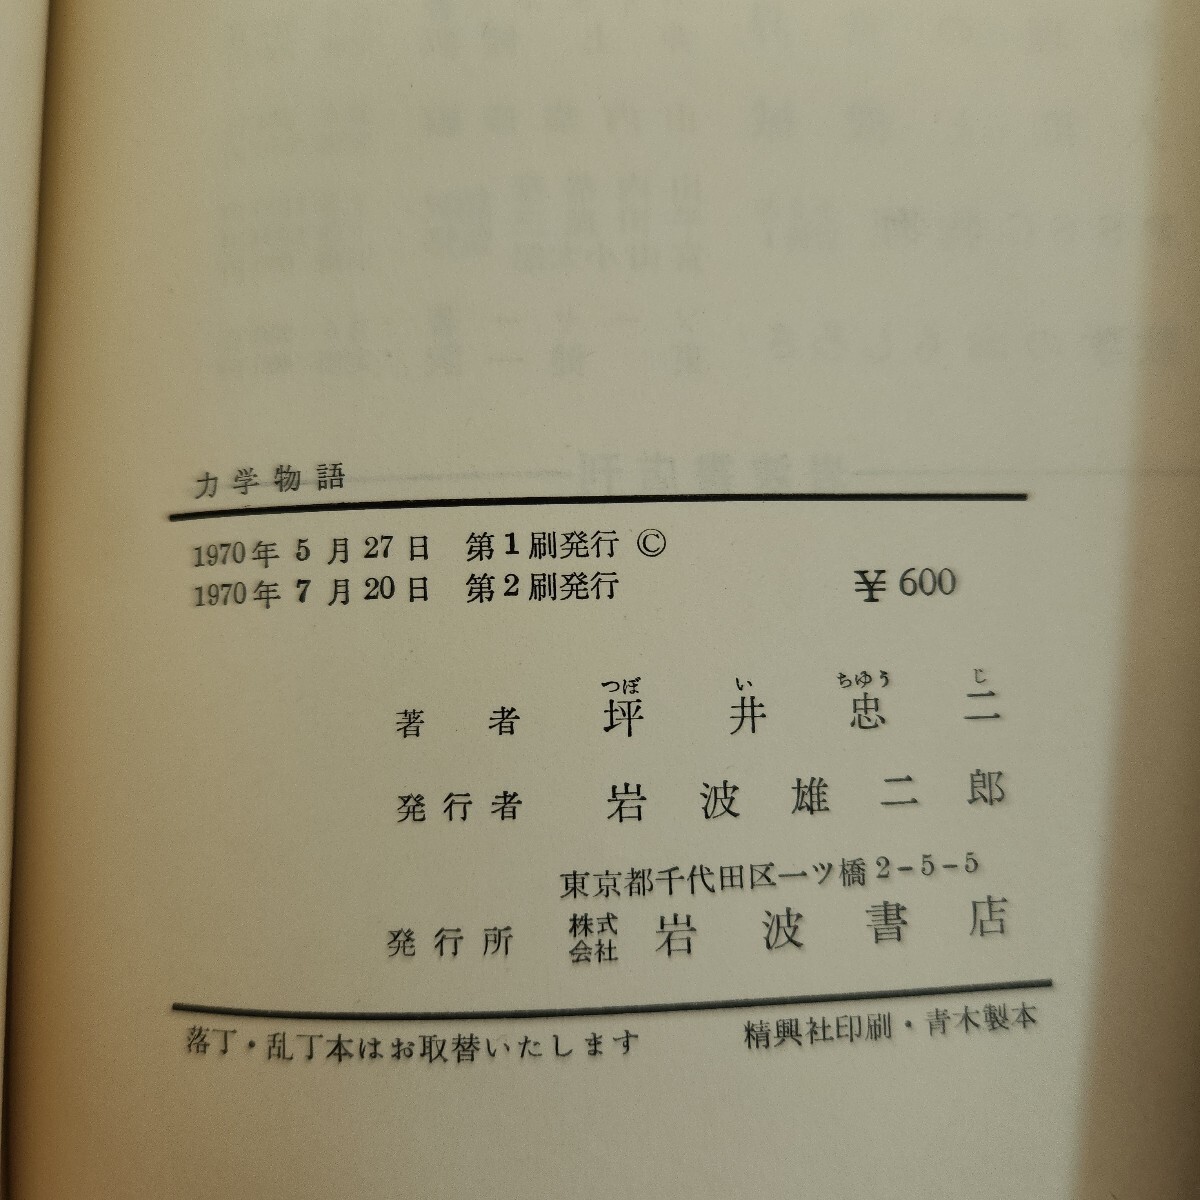 力学物語
1970年 5 月 27 日 第1刷発行 ©
1970年 7 月 20 日 第2刷発行 ¥ 600
つぼ い ちゆう じ
著者 坪井忠二
発行者 岩波雄二郎
東京都千代田区一ツ橋2-5-5
発行所 株式会社 岩波書店
落丁・乱丁本はお取替いたします 精興社印刷・青木製本